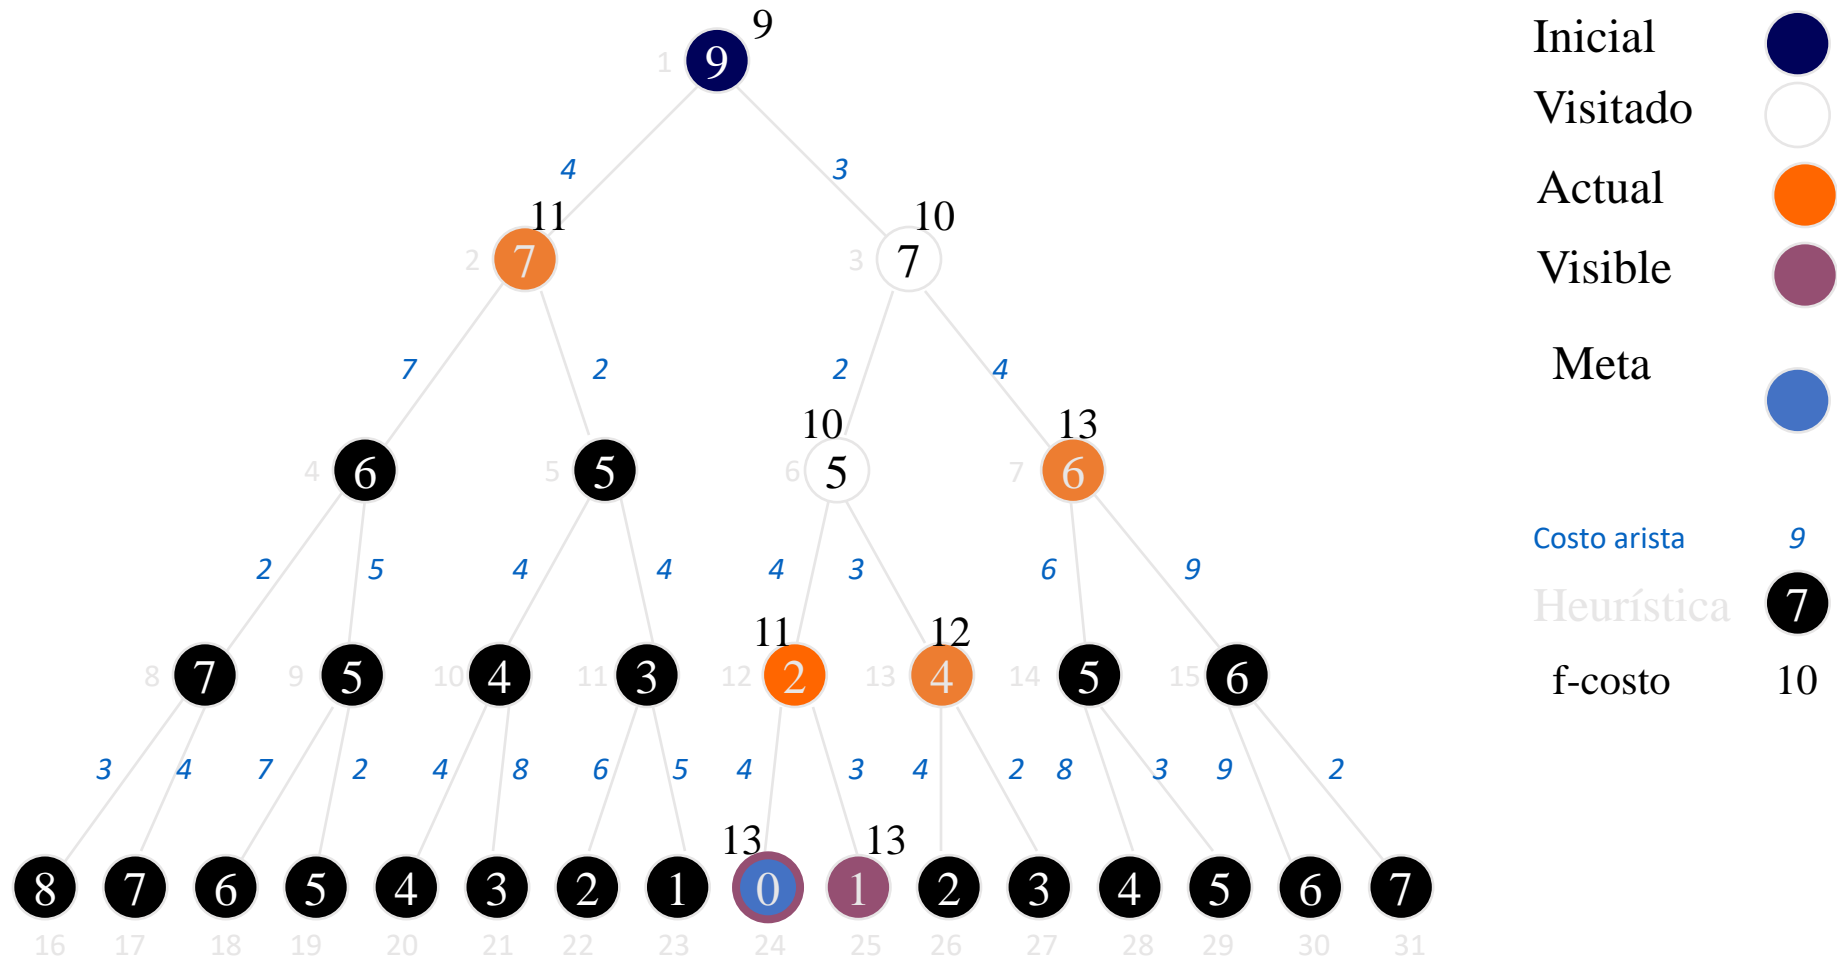 9
1 9
4 3
11 10
2 7 3 7
7 2 2 4
10 13
4 6 5 5 6 5 7 6
2 5 4 4 4 3 6 9
11 12
8 7 9 5 10 4 11 3 12 2 13 4 14 5 15 6
3 4 7 2 4 8 6 5 4 3 4 2 8 3 9 2
13 13
8 7 6 5 4 3 2 1 0 1 2 3 4 5 6 7
16 17 18 19 20 21 22 23 24 25 26 27 28 29 30 31
Inicial
Visitado
Actual
Visible
Meta
Costo arista 9
Heurística 7
f-costo 10